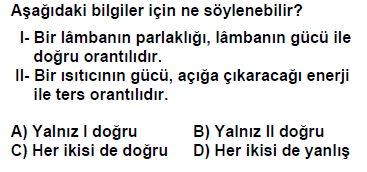 Aşağıdaki bilgiler için ne söylenebilir?
I- Bir lâmbanın parlaklığı, lâmbanın gücü ile
doğru orantılıdır.
II- Bir ısıtıcının gücü, açığa çıkaracağı enerji
ile ters orantılıdır.
A) Yalnız I doğru B) Yalnız II doğru
C) Her ikisi de doğru D) Her ikisi de yanlış